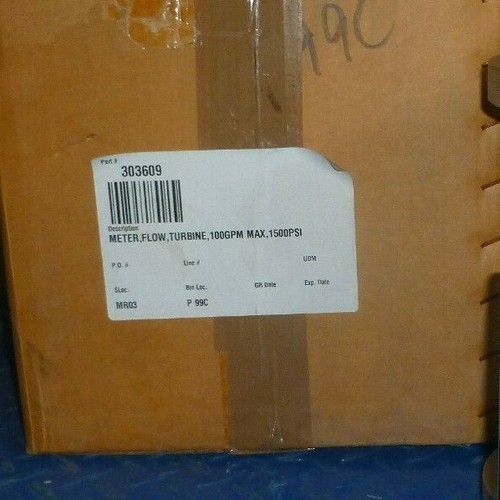 99C
Part #
303609
Description
METER,FLOW,TURBINE,100GPM MAX,1500PSI
P.O. # Line # UOM
SLoc. Bin Loc. GR Date Exp. Date
MR03 P 99C